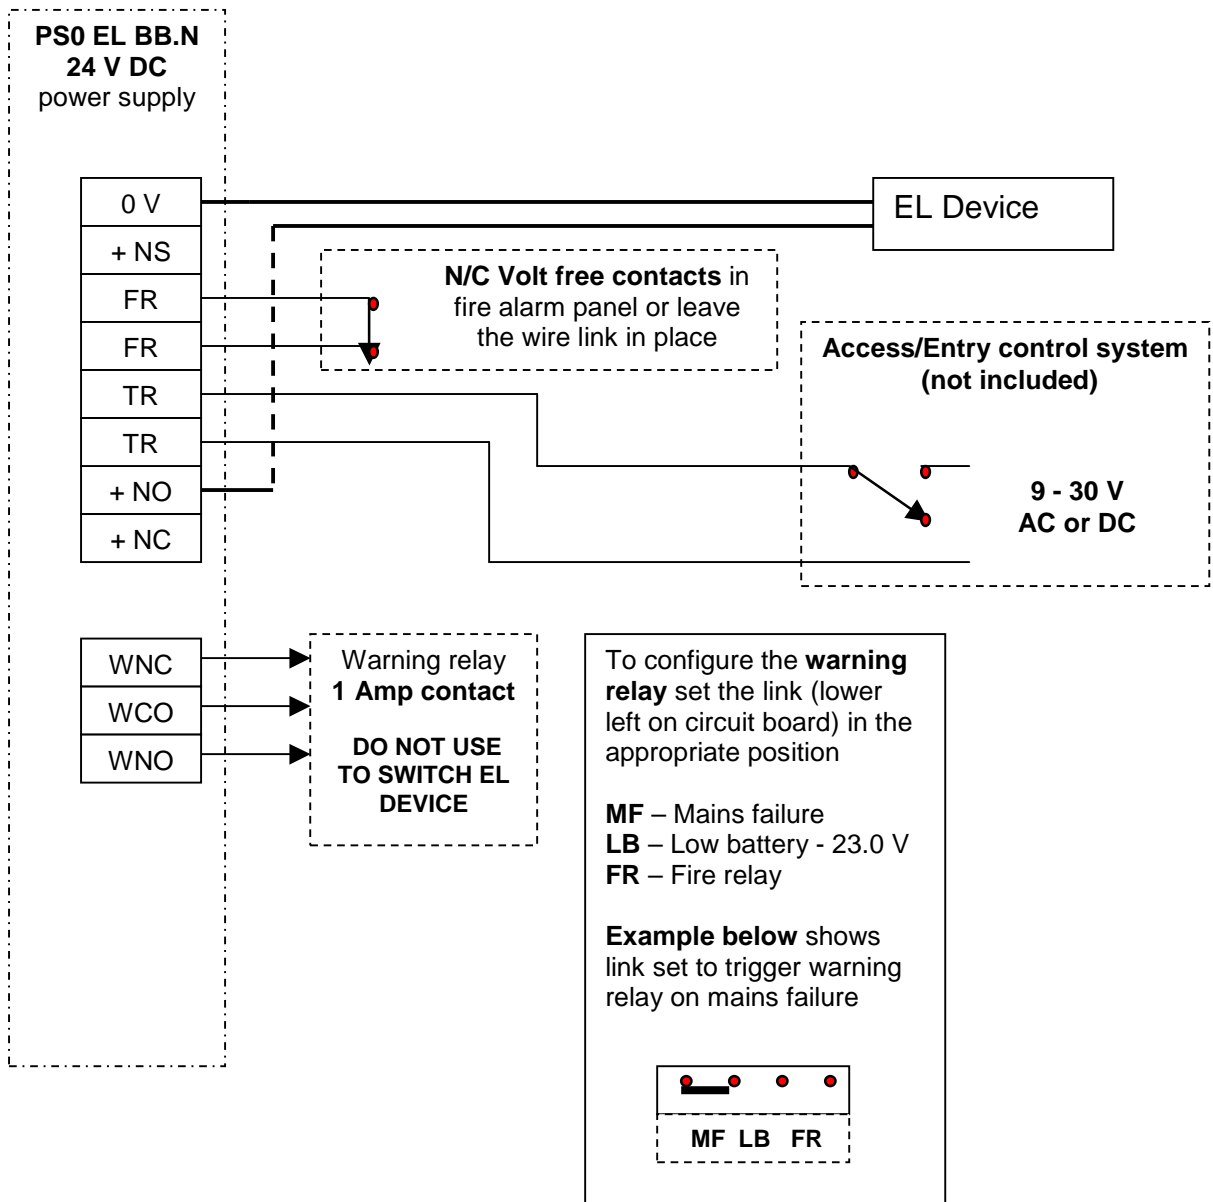 PS0 EL BB.N
24 V DC
power supply
0 V
+ NS
FR
FR
TR
TR
+ NO
+ NC
EL Device
N/C Volt free contacts in
fire alarm panel or leave
the wire link in place
Access/Entry control system
(not included)
9 - 30 V
AC or DC
WNC
WCO
WNO
Warning relay
1 Amp contact
DO NOT USE
TO SWITCH EL
DEVICE
To configure the warning
relay set the link (lower
left on circuit board) in the
appropriate position
MF – Mains failure
LB – Low battery - 23.0 V
FR – Fire relay
Example below shows
link set to trigger warning
relay on mains failure
MF LB FR